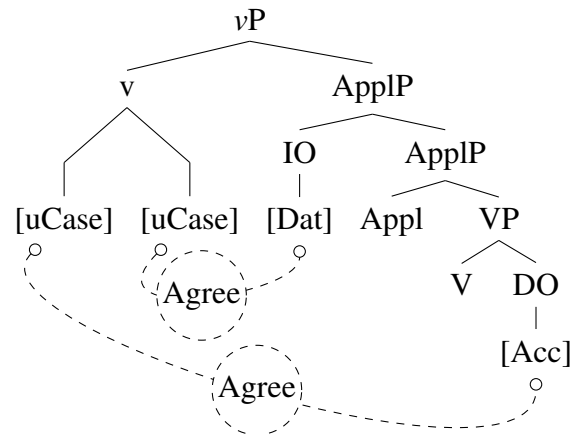 vP
v ApplP
IO ApplP
[uCase] [uCase] [Dat] Appl VP
V DO
Agree
[Acc]
Agree